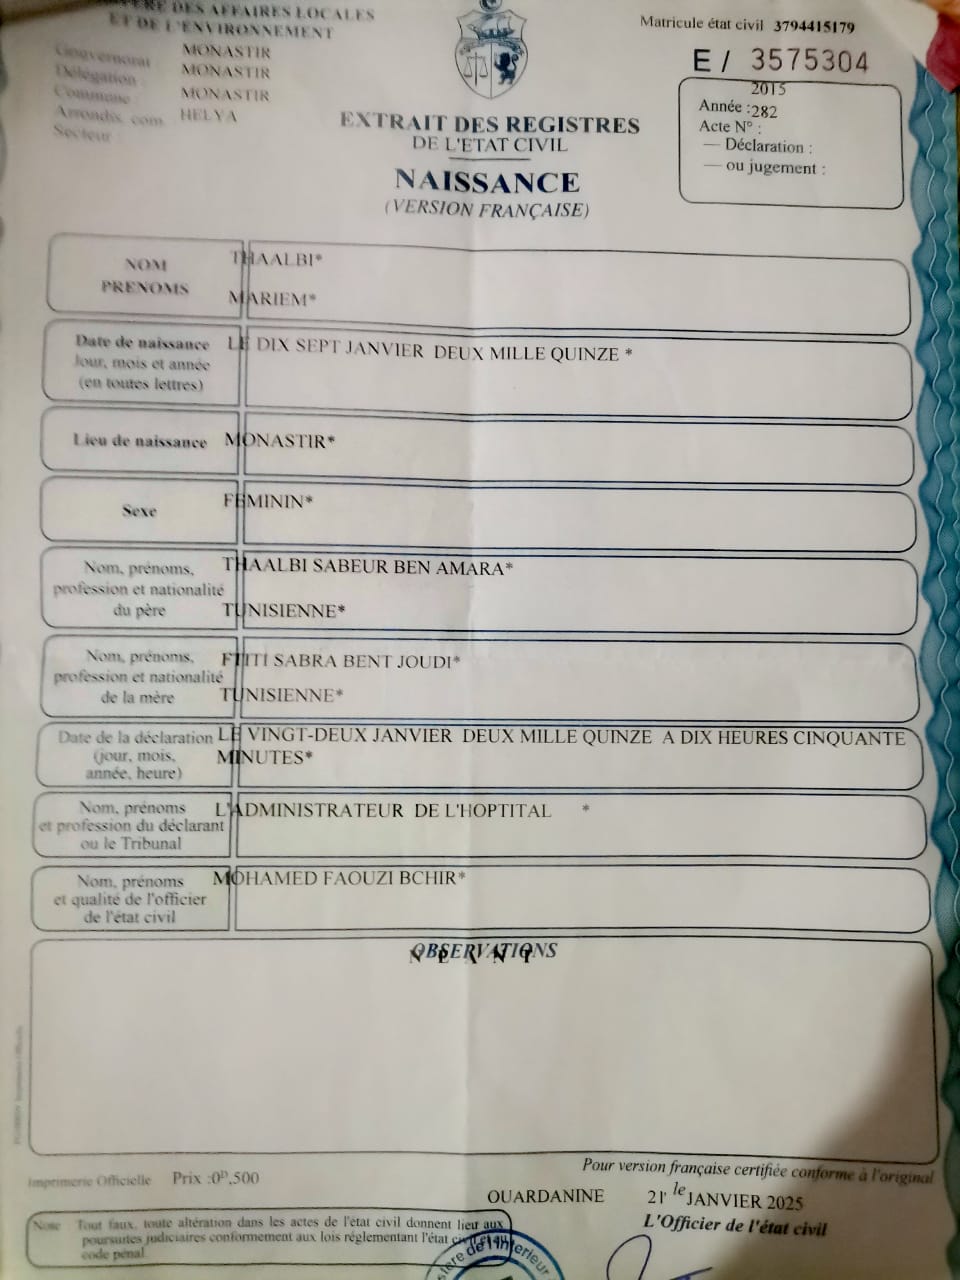 DES AFFAIRES LOCALES
ET DE L'ENVIRONNEMENT
Gouvernorat MONASTIR
Délégation : MONASTIR
Commune : MONASTIR
Arrondis. com HELYA
Secteur :
Matricule état civil 3794415179
E / 3575304
2015
Année :282
Acte N° :
— Déclaration :
— ou jugement :
EXTRAIT DES REGISTRES
DE L'ETAT CIVIL
NAISSANCE
(VERSION FRANÇAISE)
NOM THAALBI*
PRENOMS MARIEM*
Date de naissance LE DIX SEPT JANVIER DEUX MILLE QUINZE *
Jour, mois et année
(en toutes lettres)
Lieu de naissance MONASTIR*
Sexe FEMININ*
Nom, prénoms, THAALBI SABEUR BEN AMARA*
profession et nationalité
du père TUNISIENNE*
Nom, prénoms, FTITI SABRA BENT JOUDI*
profession et nationalité
de la mère TUNISIENNE*
Date de la déclaration LE VINGT-DEUX JANVIER DEUX MILLE QUINZE A DIX HEURES CINQUANTE
(jour, mois, MINUTES*
année, heure)
Nom, prénoms L'ADMINISTRATEUR DE L'HOPTITAL *
et profession du déclarant
ou le Tribunal
Nom, prénoms MOHAMED FAOUZI BCHIR*
et qualité de l'officier
de l'état civil
OBSERVATIONS
N E A N T
Imprimerie Officielle Prix :0ᴰ,500
Pour version française certifiée conforme à l'original
OUARDANINE 21 le JANVIER 2025
L'Officier de l'état civil
Note : Tout faux, toute altération dans les actes de l'état civil donnent lieu aux
poursuites judiciaires conformement aux lois réglementant l'état civil et au
code pénal.
de l'Intérieur